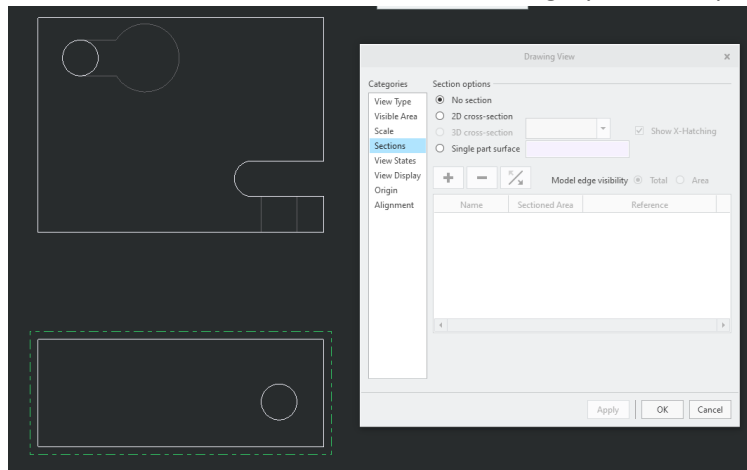 Drawing View
Categories
Section options
View Type
Visible Area
Scale
Sections
View States
View Display
Origin
Alignment
No section
2D cross-section
3D cross-section
Show X-Hatching
Single part surface
Model edge visibility Total Area
Name Sectioned Area Reference
Apply OK Cancel